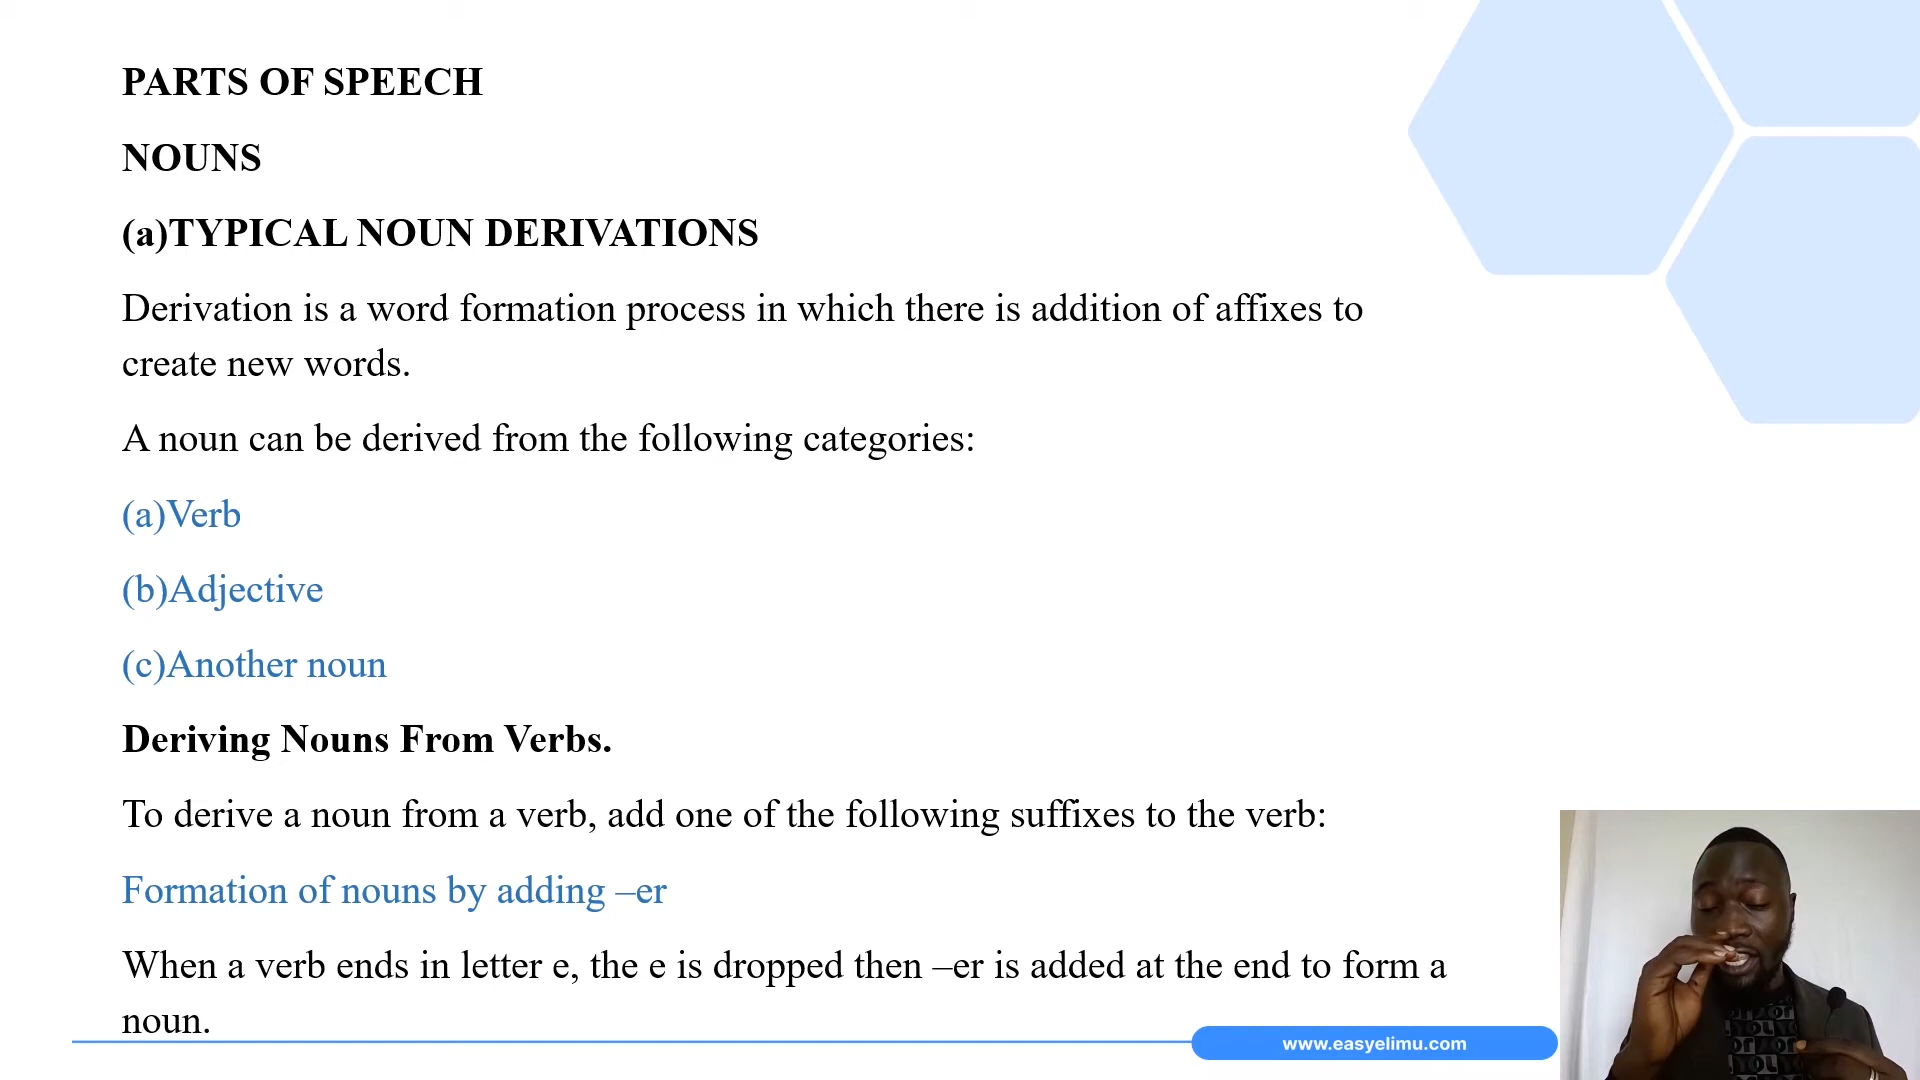 PARTS OF SPEECH
NOUNS
(a)TYPICAL NOUN DERIVATIONS
Derivation is a word formation process in which there is addition of affixes to
create new words.
A noun can be derived from the following categories:
(a)Verb
(b)Adjective
(c)Another noun
Deriving Nouns From Verbs.
To derive a noun from a verb, add one of the following suffixes to the verb:
Formation of nouns by adding –er
When a verb ends in letter e, the e is dropped then –er is added at the end to form a
noun.
www.easyelimu.com